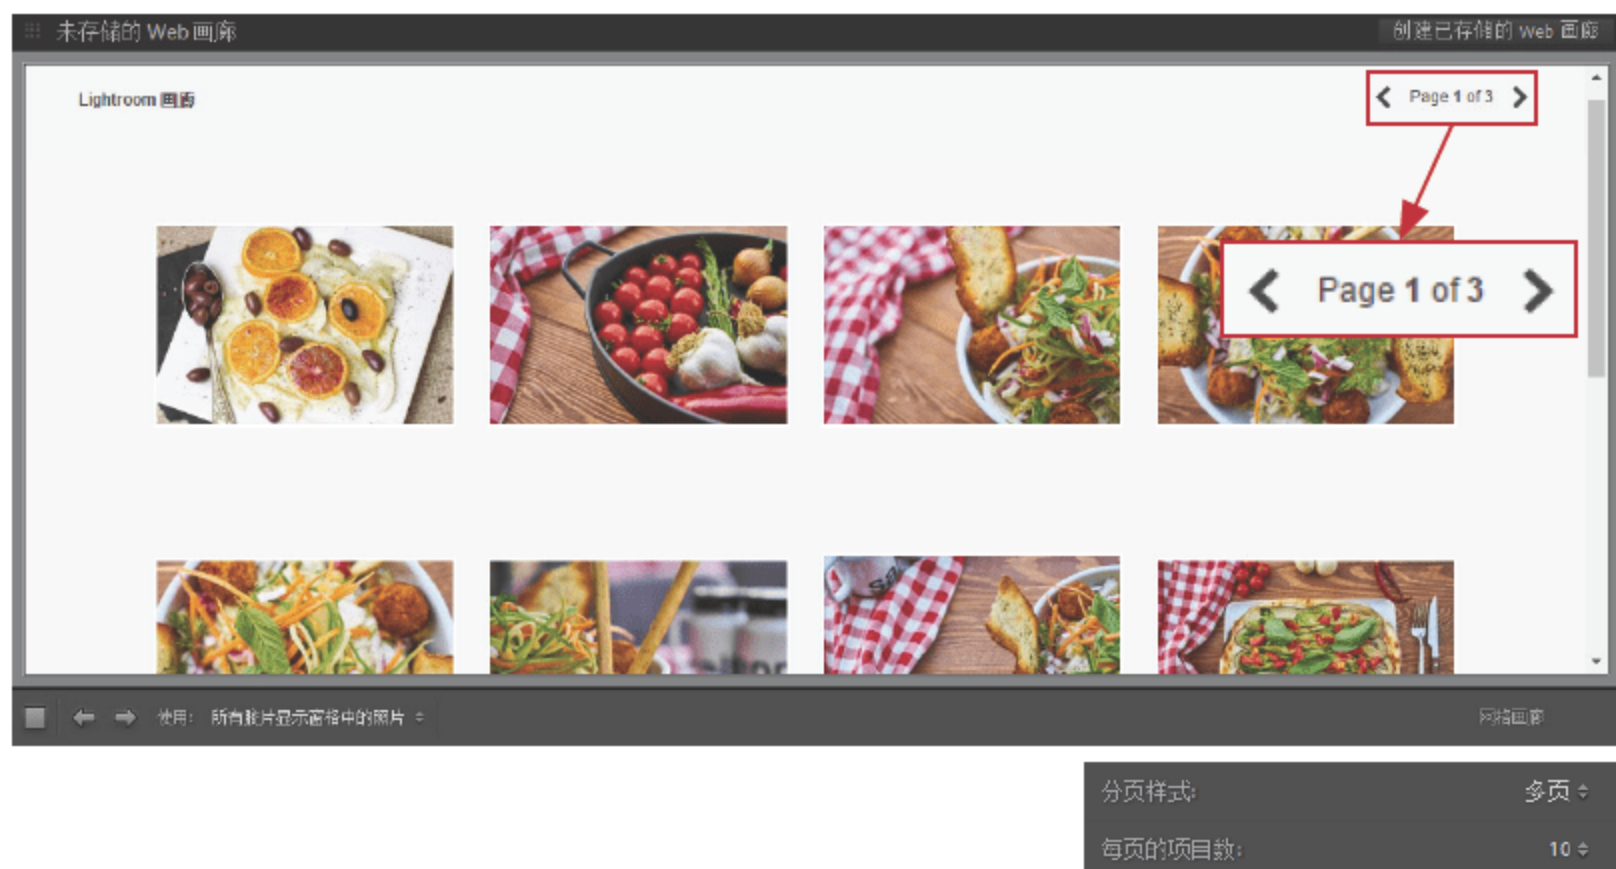 未存储的 Web 画廊
创建已存储的 Web 画廊
Lightroom 画廊
Page 1 of 3
Page 1 of 3
使用: 所有胶片显示窗格中的照片
网格画廊
分页样式: 多页
每页的项目数: 10